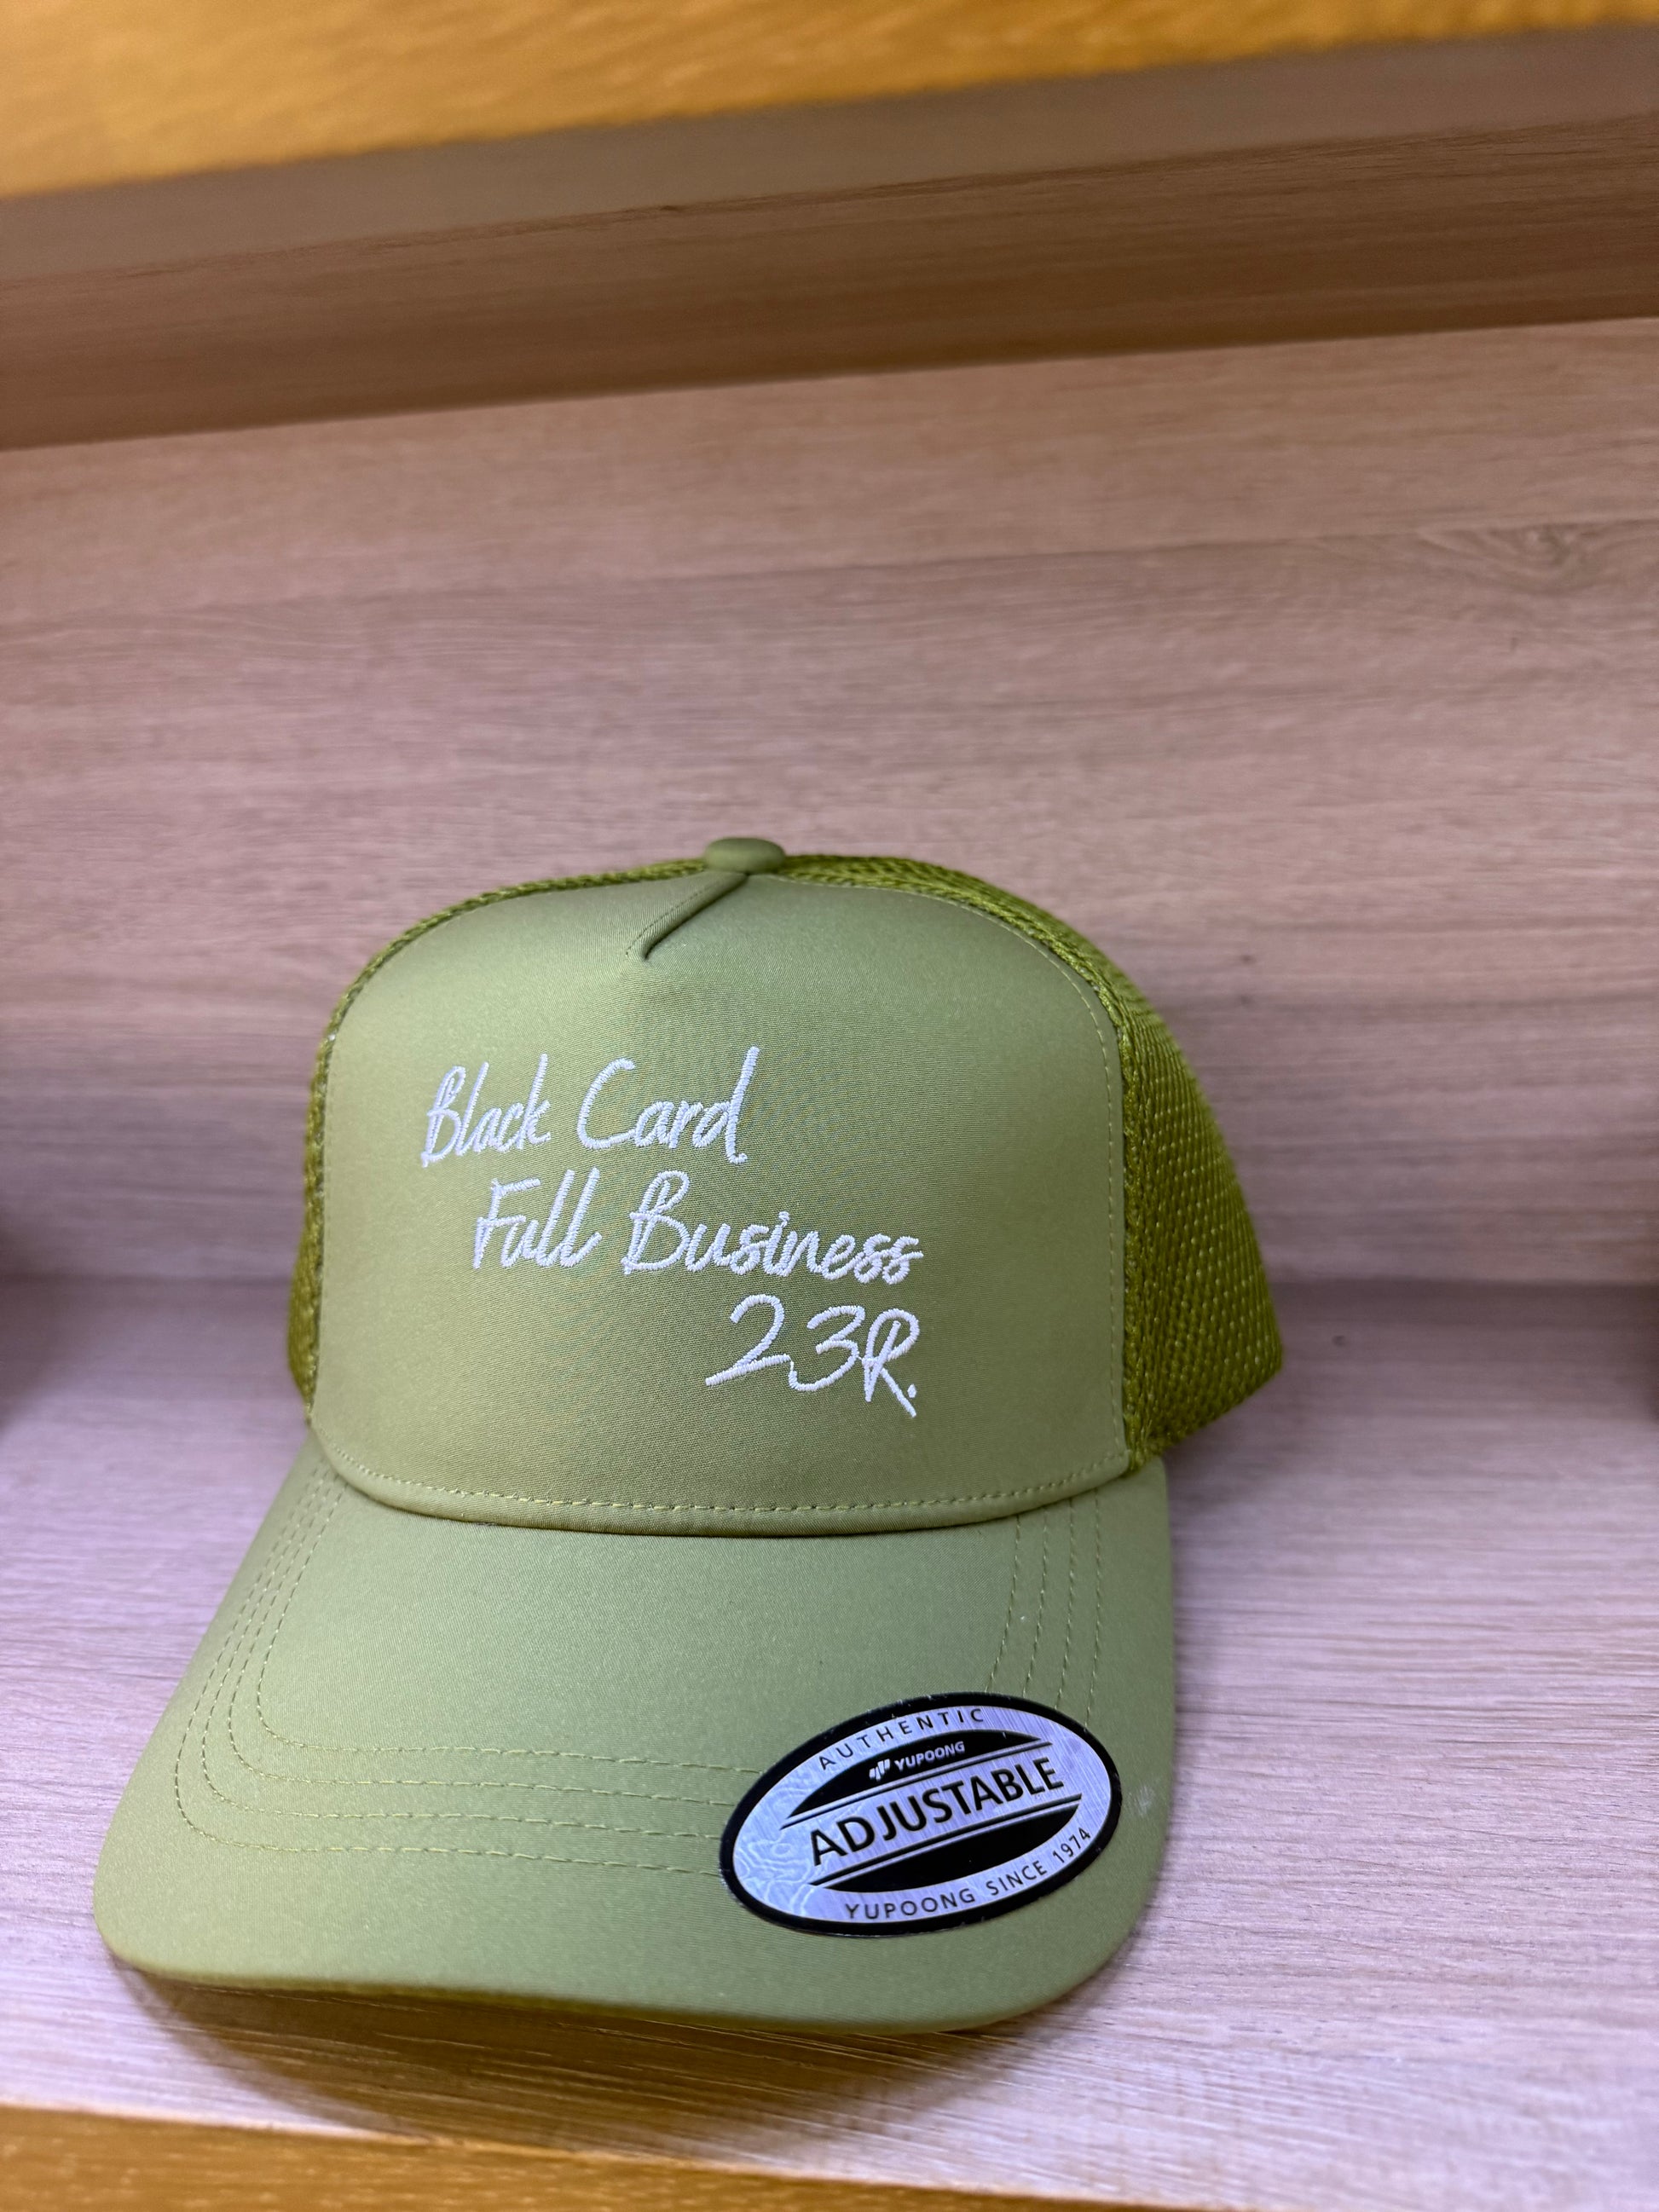 Black Card
Full Business
23R.
AUTHENTIC
YUPOONG
ADJUSTABLE
YUPOONG SINCE 1974